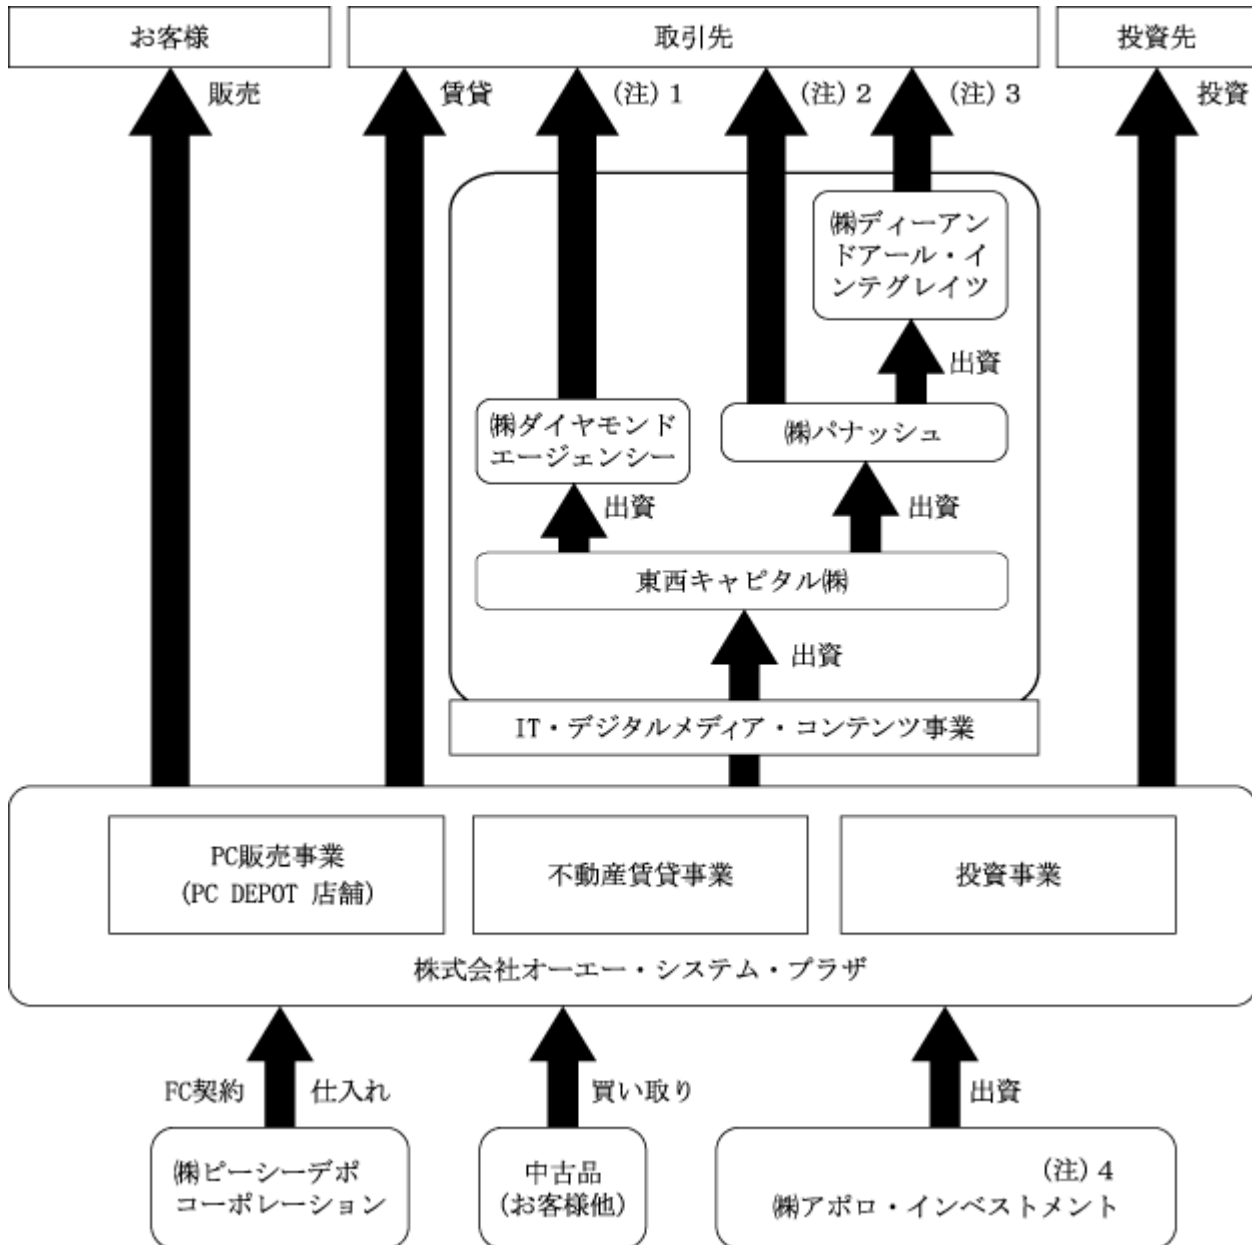 お客様
取引先
投資先
販売
賃貸
(注)1
(注)2
(注)3
投資
㈱ディーアン
ドアール・イ
ンテグレイツ
出資
㈱ダイヤモンド
エージェンシー
㈱パナッシュ
出資
出資
東西キャピタル㈱
出資
IT・デジタルメディア・コンテンツ事業
PC販売事業
(PC DEPOT 店舗)
不動産賃貸事業
投資事業
株式会社オーエー・システム・プラザ
FC契約
仕入れ
買い取り
出資
㈱ピーシーデポ
コーポレーション
中古品
(お客様他)
(注)4
㈱アポロ・インベストメント